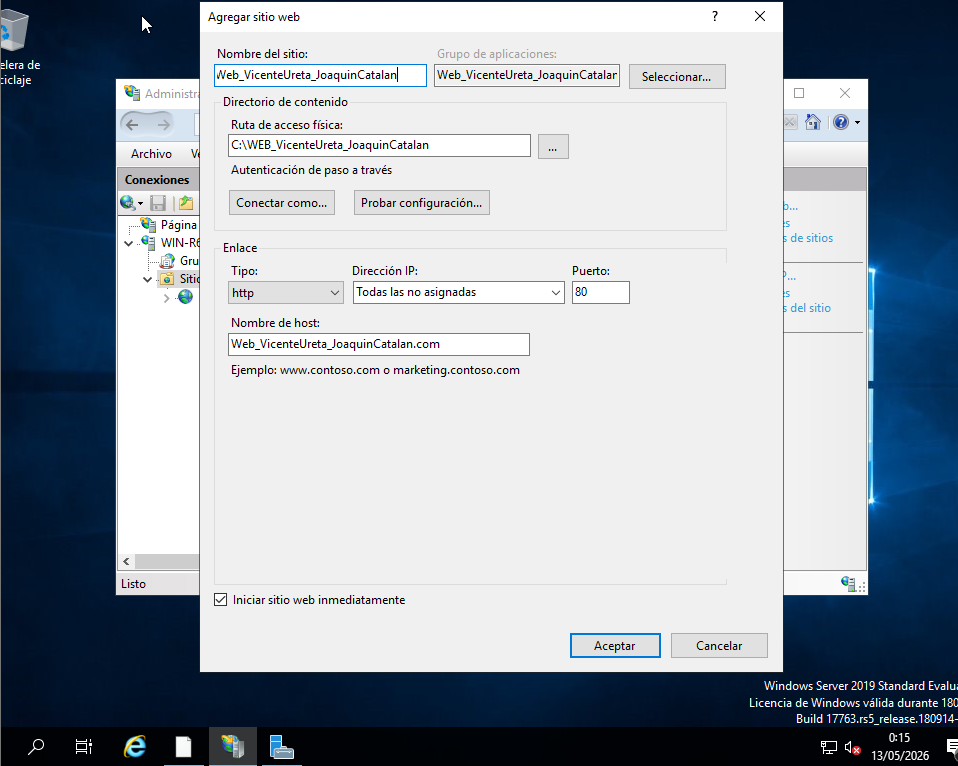 elera de
ciclaje
Agregar sitio web
?
Nombre del sitio:
Grupo de aplicaciones:
Web_VicenteUreta_JoaquinCatalan
Web_VicenteUreta_JoaquinCatalan
Seleccionar...
Directorio de contenido
Ruta de acceso física:
C:\WEB_VicenteUreta_JoaquinCatalan
...
Autenticación de paso a través
Conectar como...
Probar configuración...
Enlace
Tipo:
Dirección IP:
Puerto:
http
Todas las no asignadas
80
Nombre de host:
Web_VicenteUreta_JoaquinCatalan.com
Ejemplo: www.contoso.com o marketing.contoso.com
Iniciar sitio web inmediatamente
Aceptar
Cancelar
Administra
Archivo
Conexiones
Página
WIN-R6
Gru
Sitio
b...
es
s de sitios
o...
es
s del sitio
Listo
Windows Server 2019 Standard Evalua
Licencia de Windows válida durante 180
Build 17763.rs5_release.180914-
0:15
13/05/2026